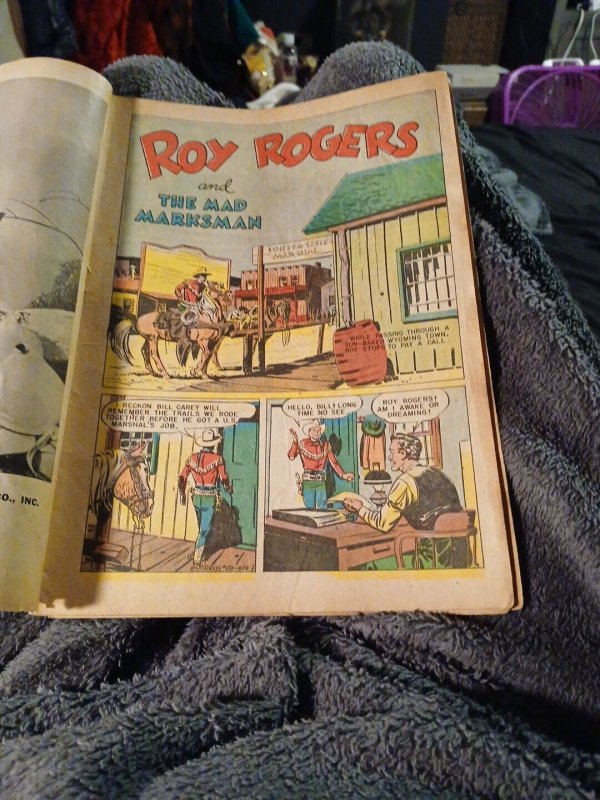 ROY ROGERS
and
THE MAD
MARKSMAN
UNITED STATES
MARSHAL
WHILE PASSING THROUGH A
SUN-BAKED WYOMING TOWN,
ROY STOPS TO PAY A CALL...
I RECKON BILL CAREY WILL
REMEMBER THE TRAILS WE RODE
TOGETHER BEFORE HE GOT A U.S.
MARSHAL'S JOB.
HELLO, BILL! LONG
TIME NO SEE
ROY ROGERS!
AM I AWAKE OR
DREAMING!
CO., INC.